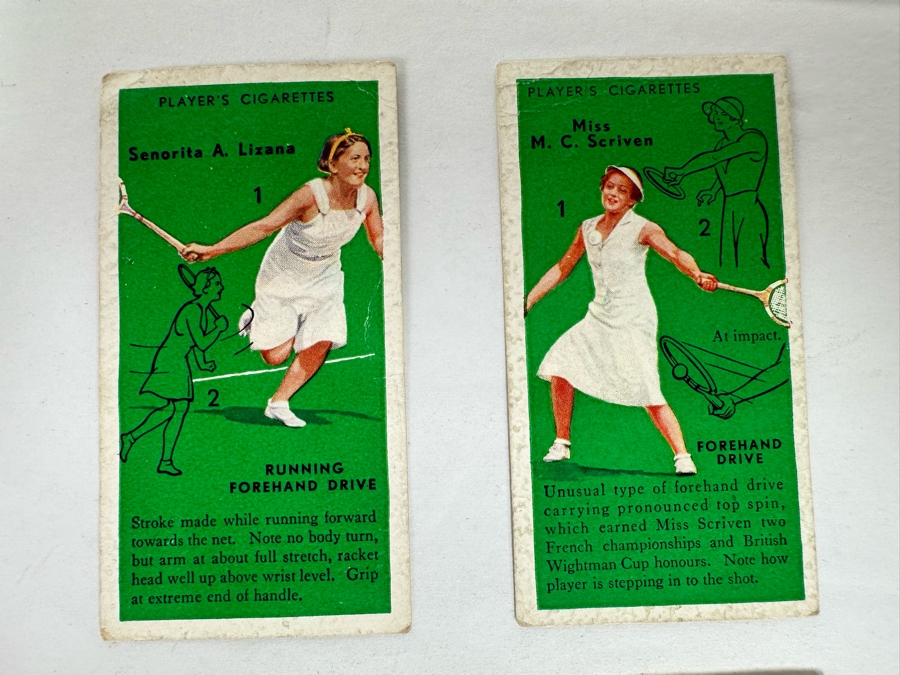 PLAYER'S CIGARETTES
Senorita A. Lizana
1
2
RUNNING
FOREHAND DRIVE
Stroke made while running forward
towards the net. Note no body turn,
but arm at about full stretch, racket
head well up above wrist level. Grip
at extreme end of handle.
PLAYER'S CIGARETTES
Miss
M. C. Scriven
1
2
At impact.
FOREHAND
DRIVE
Unusual type of forehand drive
carrying pronounced top spin,
which earned Miss Scriven two
French championships and British
Wightman Cup honours. Note how
player is stepping in to the shot.